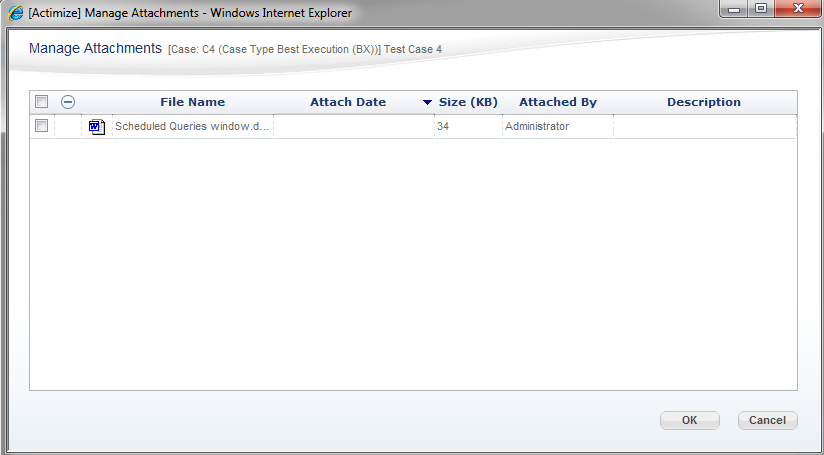 [Actimize] Manage Attachments - Windows Internet Explorer
Manage Attachments [Case: C4 (Case Type Best Execution (BX))] Test Case 4
File Name Attach Date Size (KB) Attached By Description
Scheduled Queries window.d... 34 Administrator
OK Cancel